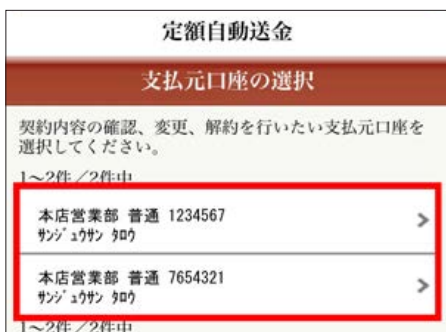 定額自動送金
支払元口座の選択
契約内容の確認、変更、解約を行いたい支払元口座を
選択してください。
1～2件／2件中
本店営業部 普通 1234567
ｻﾝｼﾞｭｳｻﾝ ﾀﾛｳ
本店営業部 普通 7654321
ｻﾝｼﾞｭｳｻﾝ ﾀﾛｳ
1～2件／2件中